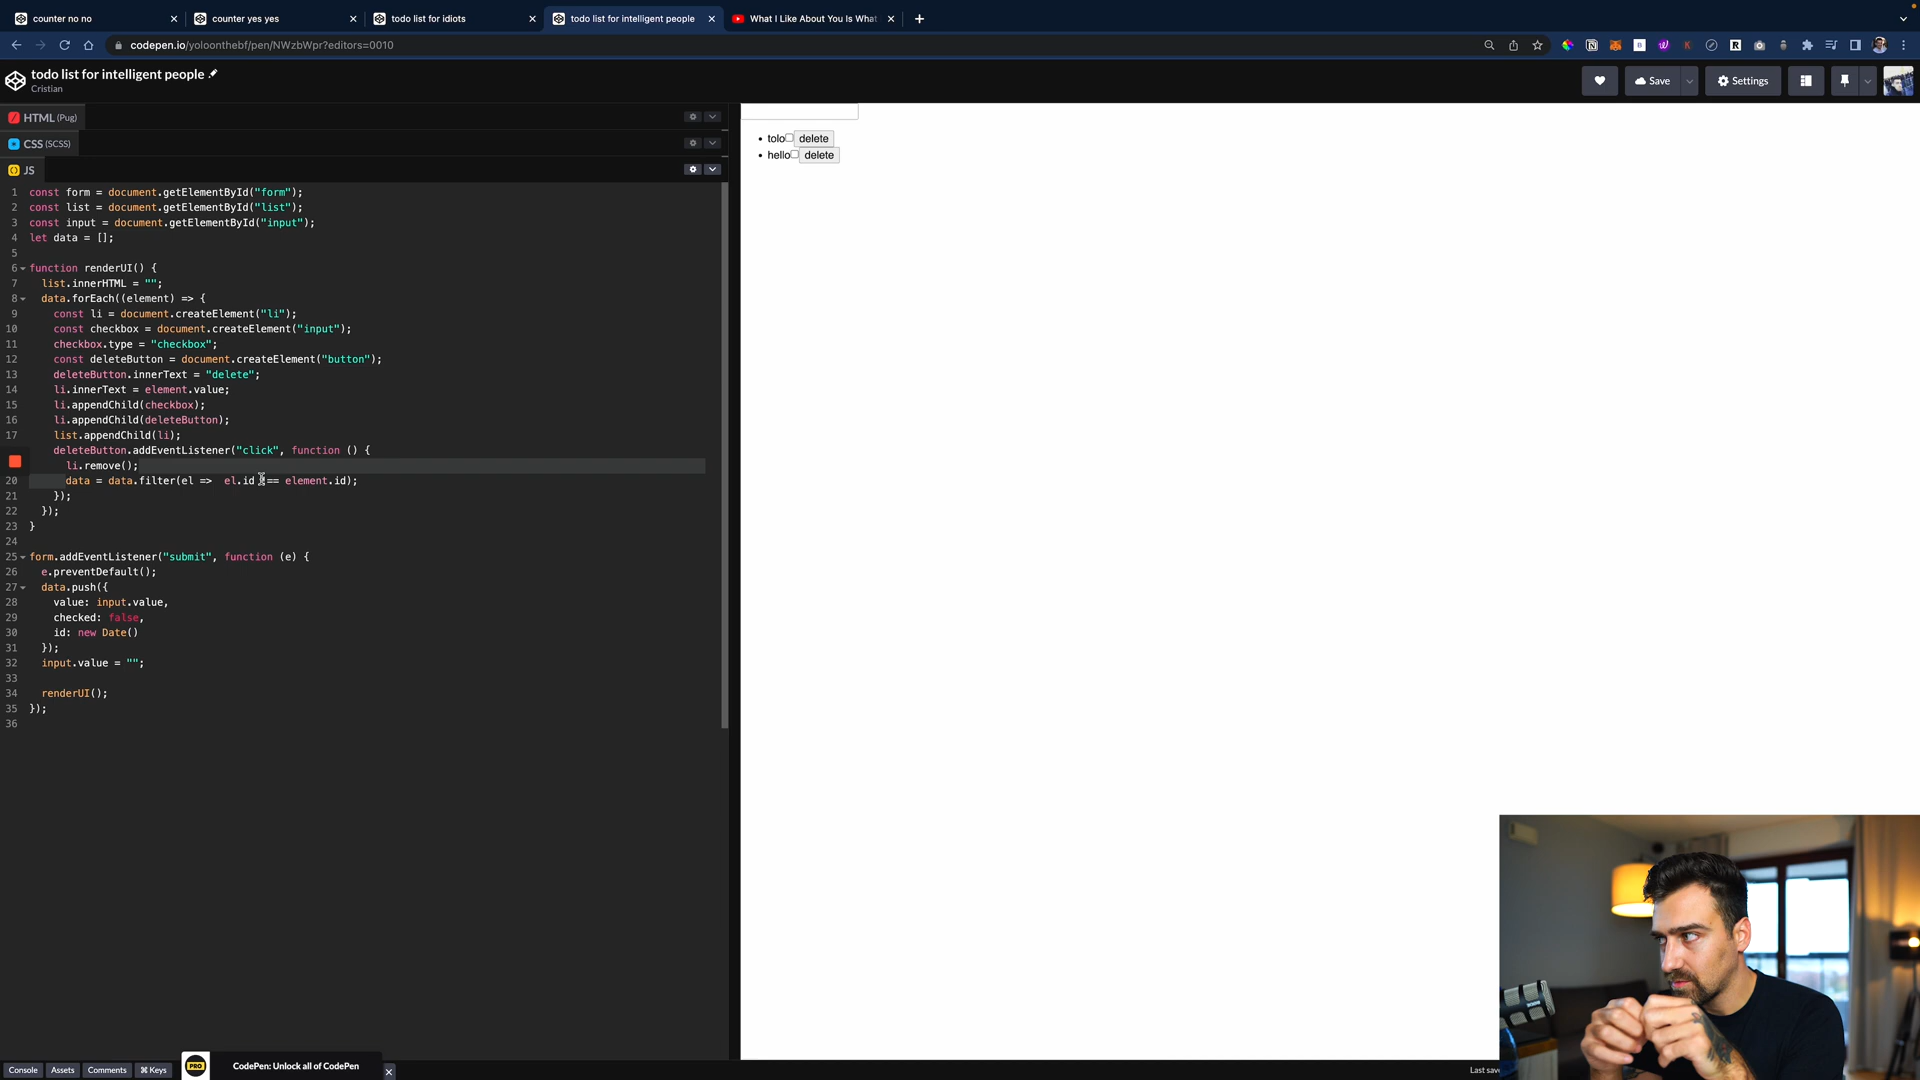 counter no no
counter yes yes
todo list for idiots
todo list for intelligent people
What I Like About You Is What
codepen.io/yoloonthebf/pen/NWzbWpr?editors=0010
todo list for intelligent people
Cristian
Save
Settings
HTML (Pug)
CSS (SCSS)
JS
1 const form = document.getElementById("form");
2 const list = document.getElementById("list");
3 const input = document.getElementById("input");
4 let data = [];
5
6 function renderUI() {
7 list.innerHTML = "";
8 data.forEach((element) => {
9 const li = document.createElement("li");
10 const checkbox = document.createElement("input");
11 checkbox.type = "checkbox";
12 const deleteButton = document.createElement("button");
13 deleteButton.innerText = "delete";
14 li.innerText = element.value;
15 li.appendChild(checkbox);
16 li.appendChild(deleteButton);
17 list.appendChild(li);
deleteButton.addEventListener("click", function () {
li.remove();
20 data = data.filter(el => el.id == element.id);
21 });
22 });
23 }
24
25 form.addEventListener("submit", function (e) {
26 e.preventDefault();
27 data.push({
28 value: input.value,
29 checked: false,
30 id: new Date()
31 });
32 input.value = "";
33
34 renderUI();
35 });
36
tolo delete
hello delete
Console
Assets
Comments
⌘ Keys
PRO
CodePen: Unlock all of CodePen
Last save